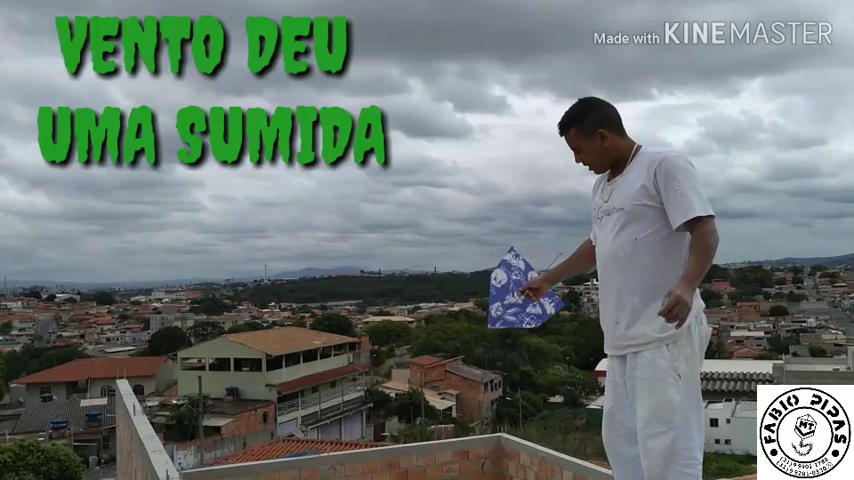 VENTO DEU
UMA SUMIDA
Made with KINEMASTER
FABIO PIPAS